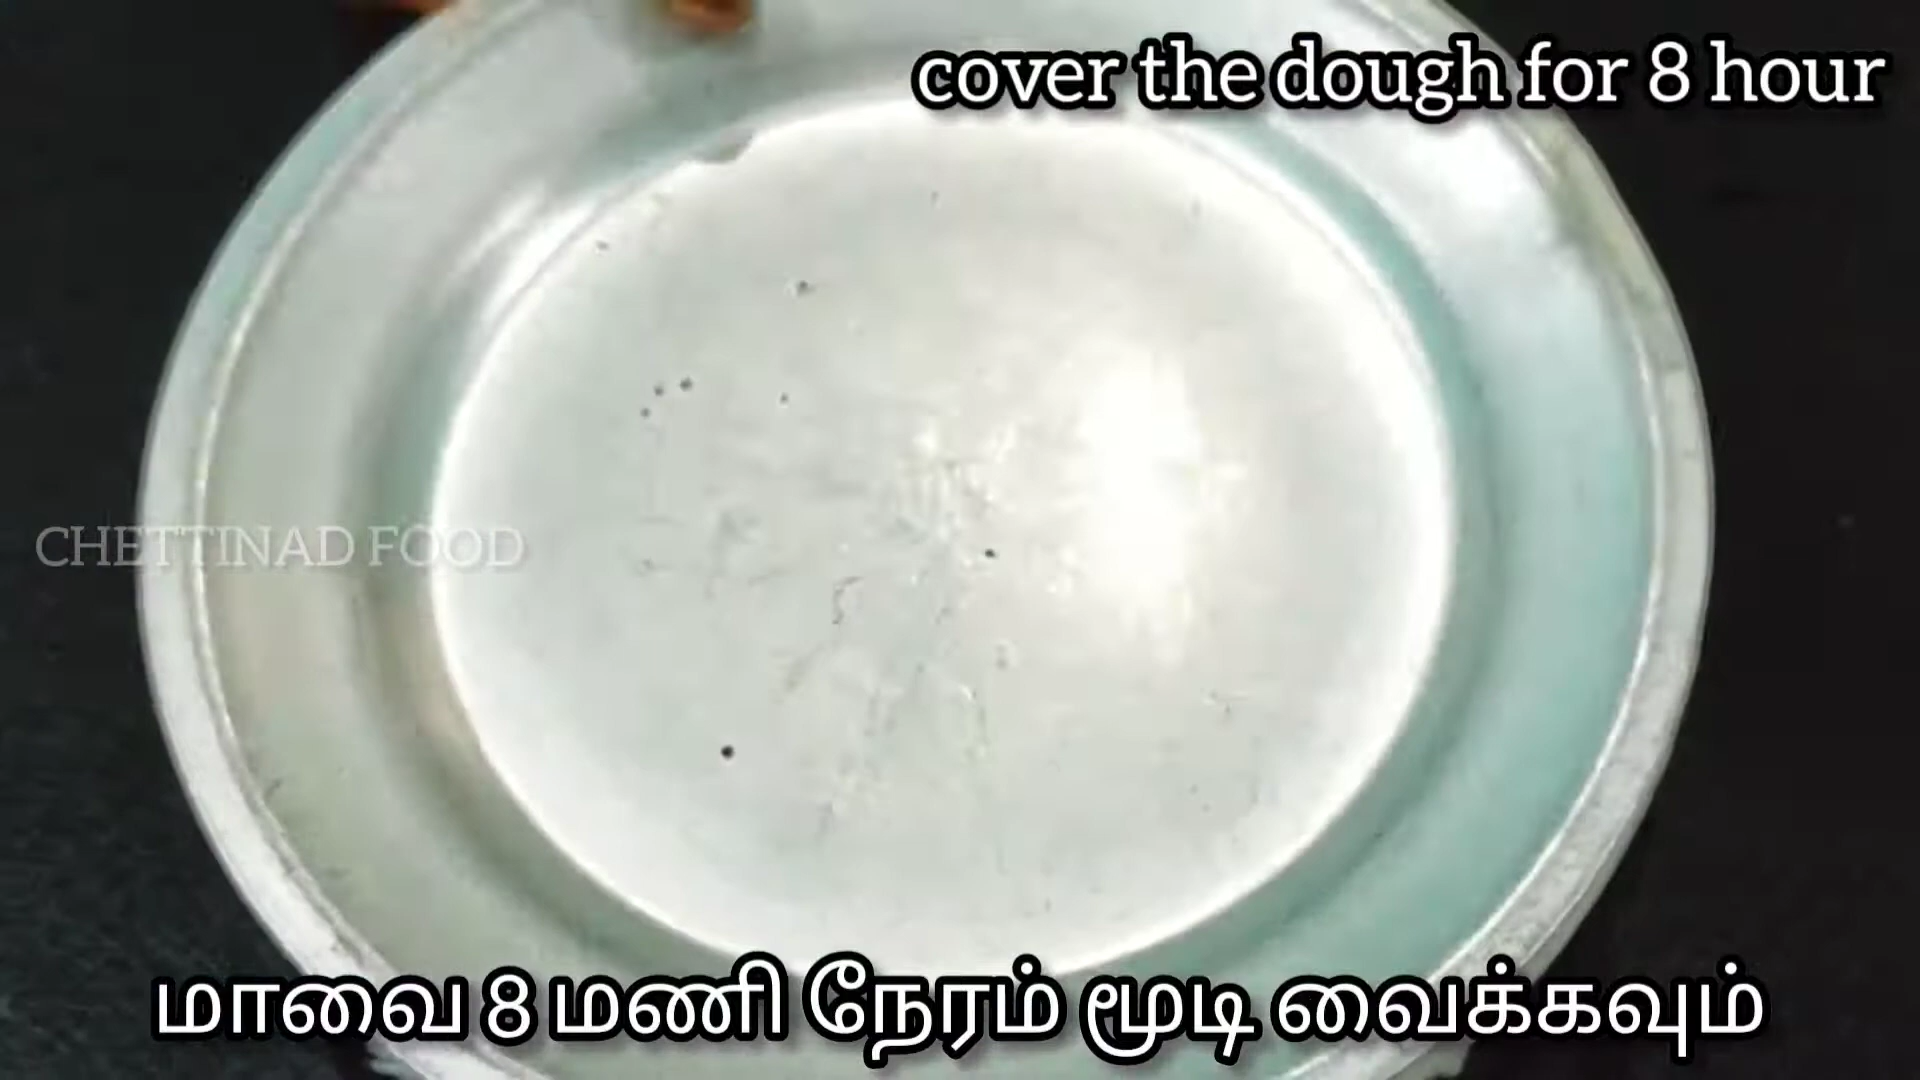 cover the dough for 8 hour
CHETTINAD FOOD
மாவை 8 மணி நேரம் மூடி வைக்கவும்